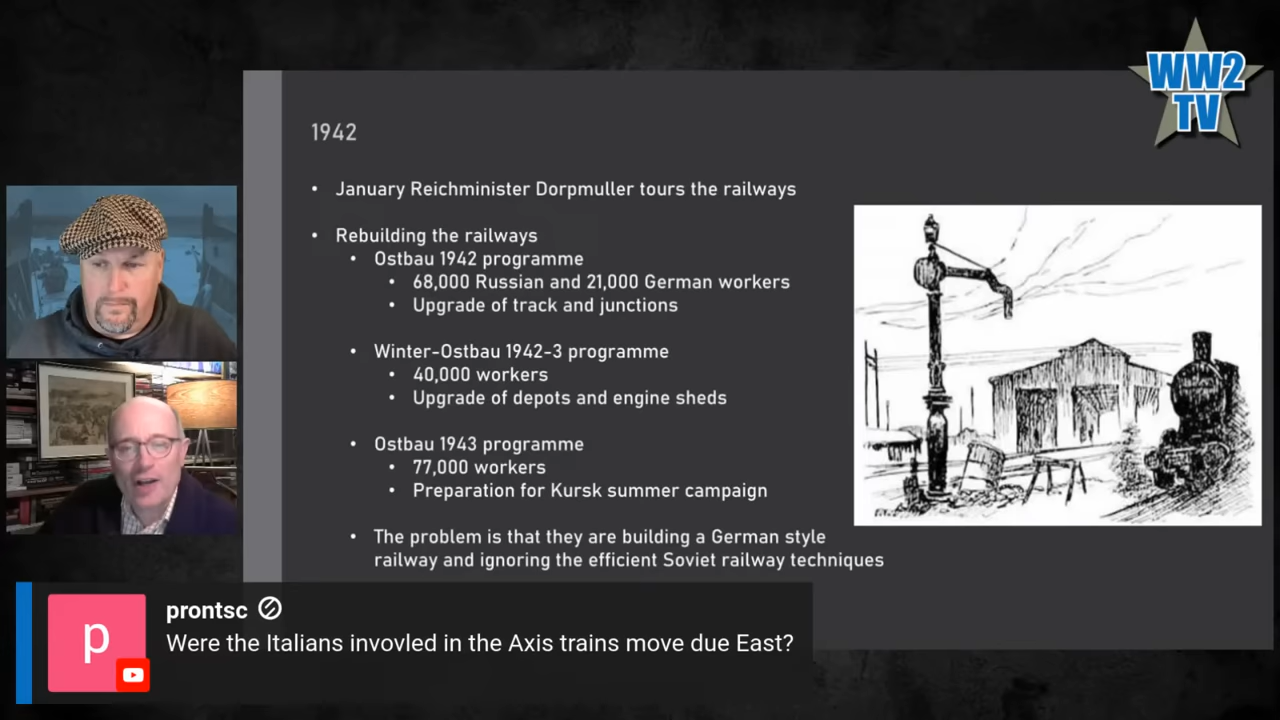 WW2
TV
1942
• January Reichminister Dorpmuller tours the railways
• Rebuilding the railways
• Ostbau 1942 programme
• 68,000 Russian and 21,000 German workers
• Upgrade of track and junctions
• Winter-Ostbau 1942-3 programme
• 40,000 workers
• Upgrade of depots and engine sheds
• Ostbau 1943 programme
• 77,000 workers
• Preparation for Kursk summer campaign
• The problem is that they are building a German style
railway and ignoring the efficient Soviet railway techniques
p
prontsc
Were the Italians invovled in the Axis trains move due East?